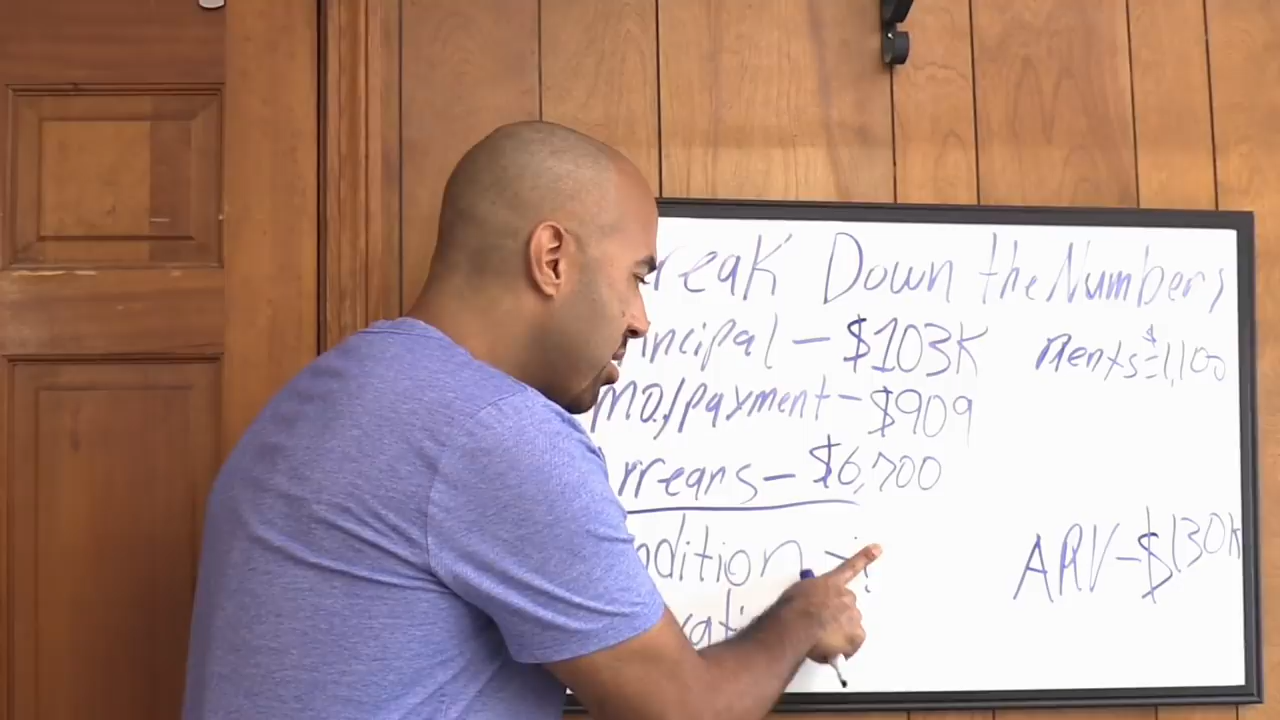 reak Down the Numbers
ncipal - $103K
Rents - $1,100
mo./payment - $909
rrears - $6,700
ndition - ?
ARV - $130K